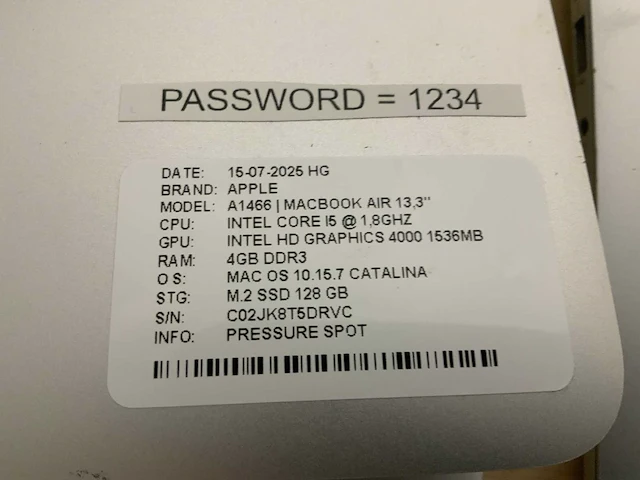 PASSWORD = 1234
DATE: 15-07-2025 HG
BRAND: APPLE
MODEL: A1466 | MACBOOK AIR 13,3"
CPU: INTEL CORE I5 @ 1,8GHZ
GPU: INTEL HD GRAPHICS 4000 1536MB
RAM: 4GB DDR3
OS: MAC OS 10.15.7 CATALINA
STG: M.2 SSD 128 GB
S/N: C02JK8T5DRVC
INFO: PRESSURE SPOT